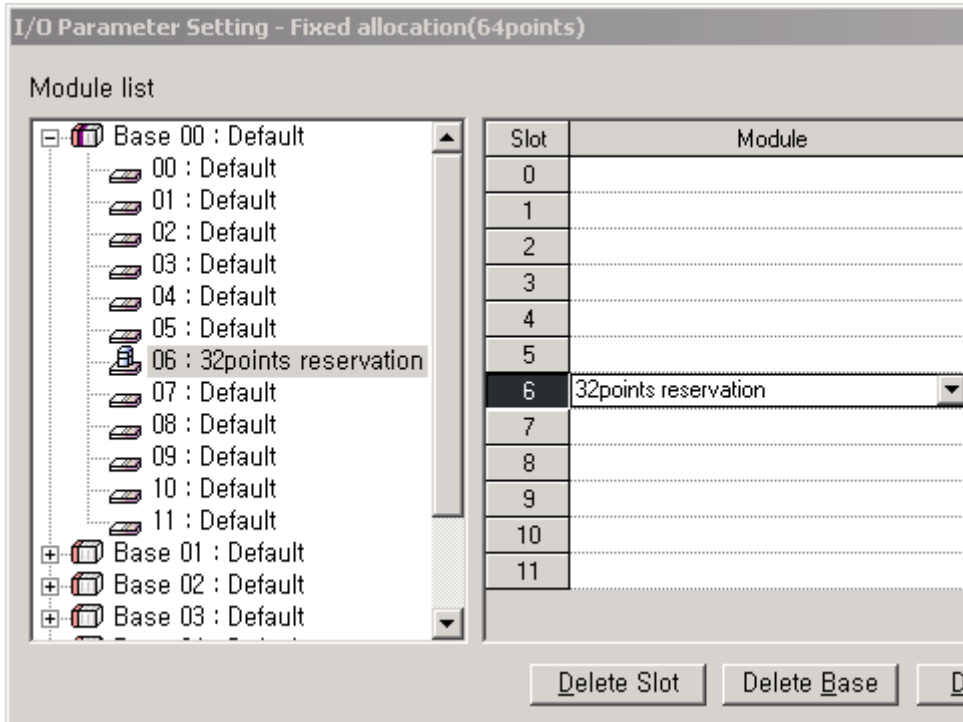 I/O Parameter Setting - Fixed allocation(64points)
Module list
Base 00 : Default
00 : Default
01 : Default
02 : Default
03 : Default
04 : Default
05 : Default
06 : 32points reservation
07 : Default
08 : Default
09 : Default
10 : Default
11 : Default
Base 01 : Default
Base 02 : Default
Base 03 : Default
Slot Module
0
1
2
3
4
5
6 32points reservation
7
8
9
10
11
Delete Slot Delete Base D